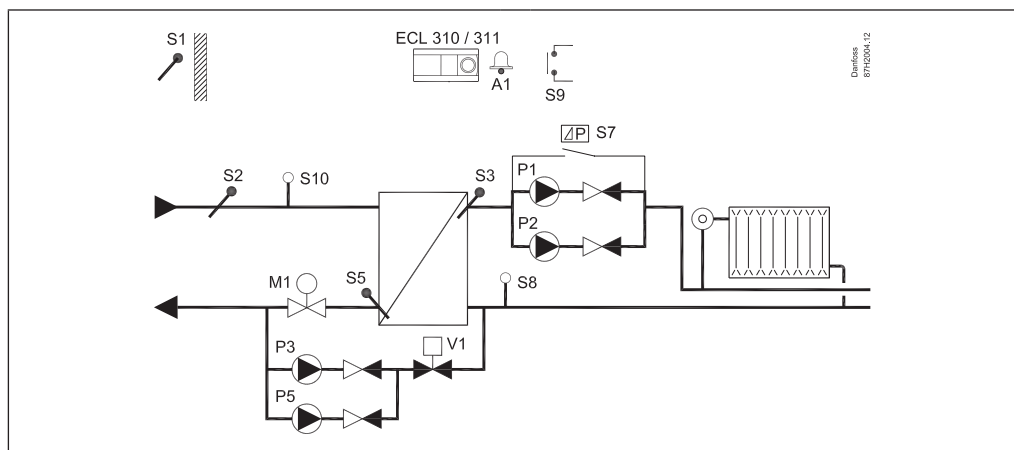 S1
ECL 310 / 311
A1
S9
Danfoss
87H2004.12
⊿P S7
S2
S10
S3
P1
P2
M1
S5
S8
P3
V1
P5